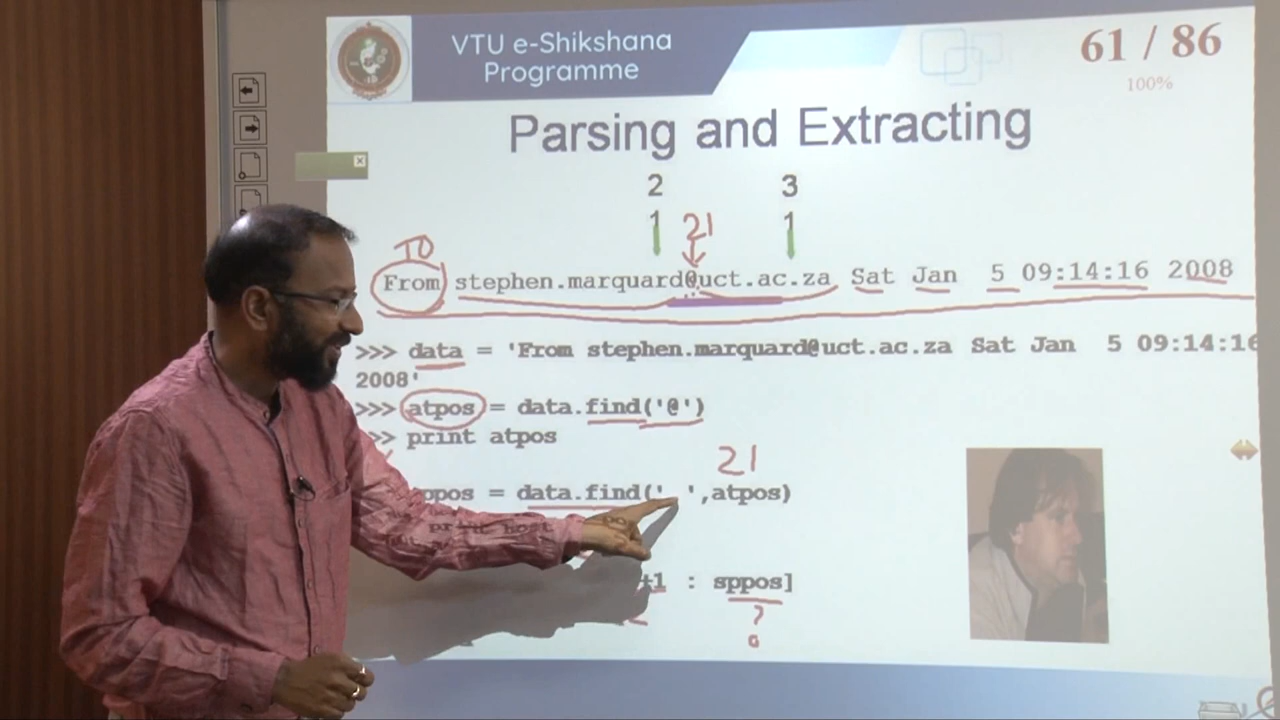 VTU e-Shikshana
Programme
61 / 86
100%
Parsing and Extracting
2 3
1 21 1
TO
From stephen.marquard@uct.ac.za Sat Jan 5 09:14:16 2008
>>> data = 'From stephen.marquard@uct.ac.za Sat Jan 5 09:14:16
2008'
>>> atpos = data.find('@')
>> print atpos
21
ppos = data.find(' ',atpos)
+1 : sppos]
?